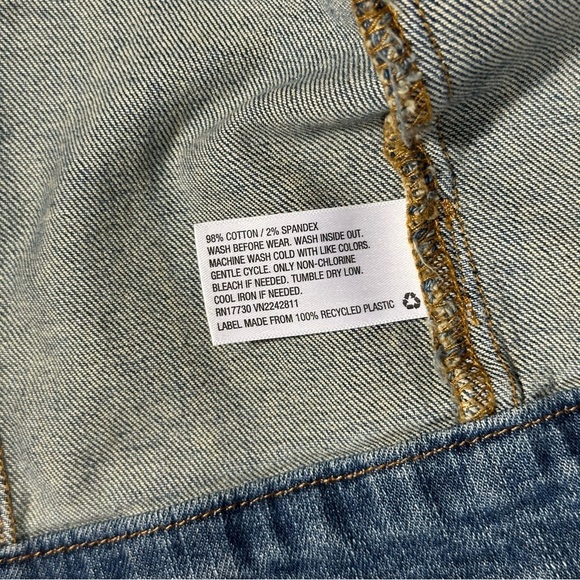 98% COTTON / 2% SPANDEX
WASH BEFORE WEAR. WASH INSIDE OUT.
MACHINE WASH COLD WITH LIKE COLORS.
GENTLE CYCLE. ONLY NON-CHLORINE
BLEACH IF NEEDED. TUMBLE DRY LOW.
COOL IRON IF NEEDED.
RN17730 VN2242811
LABEL MADE FROM 100% RECYCLED PLASTIC